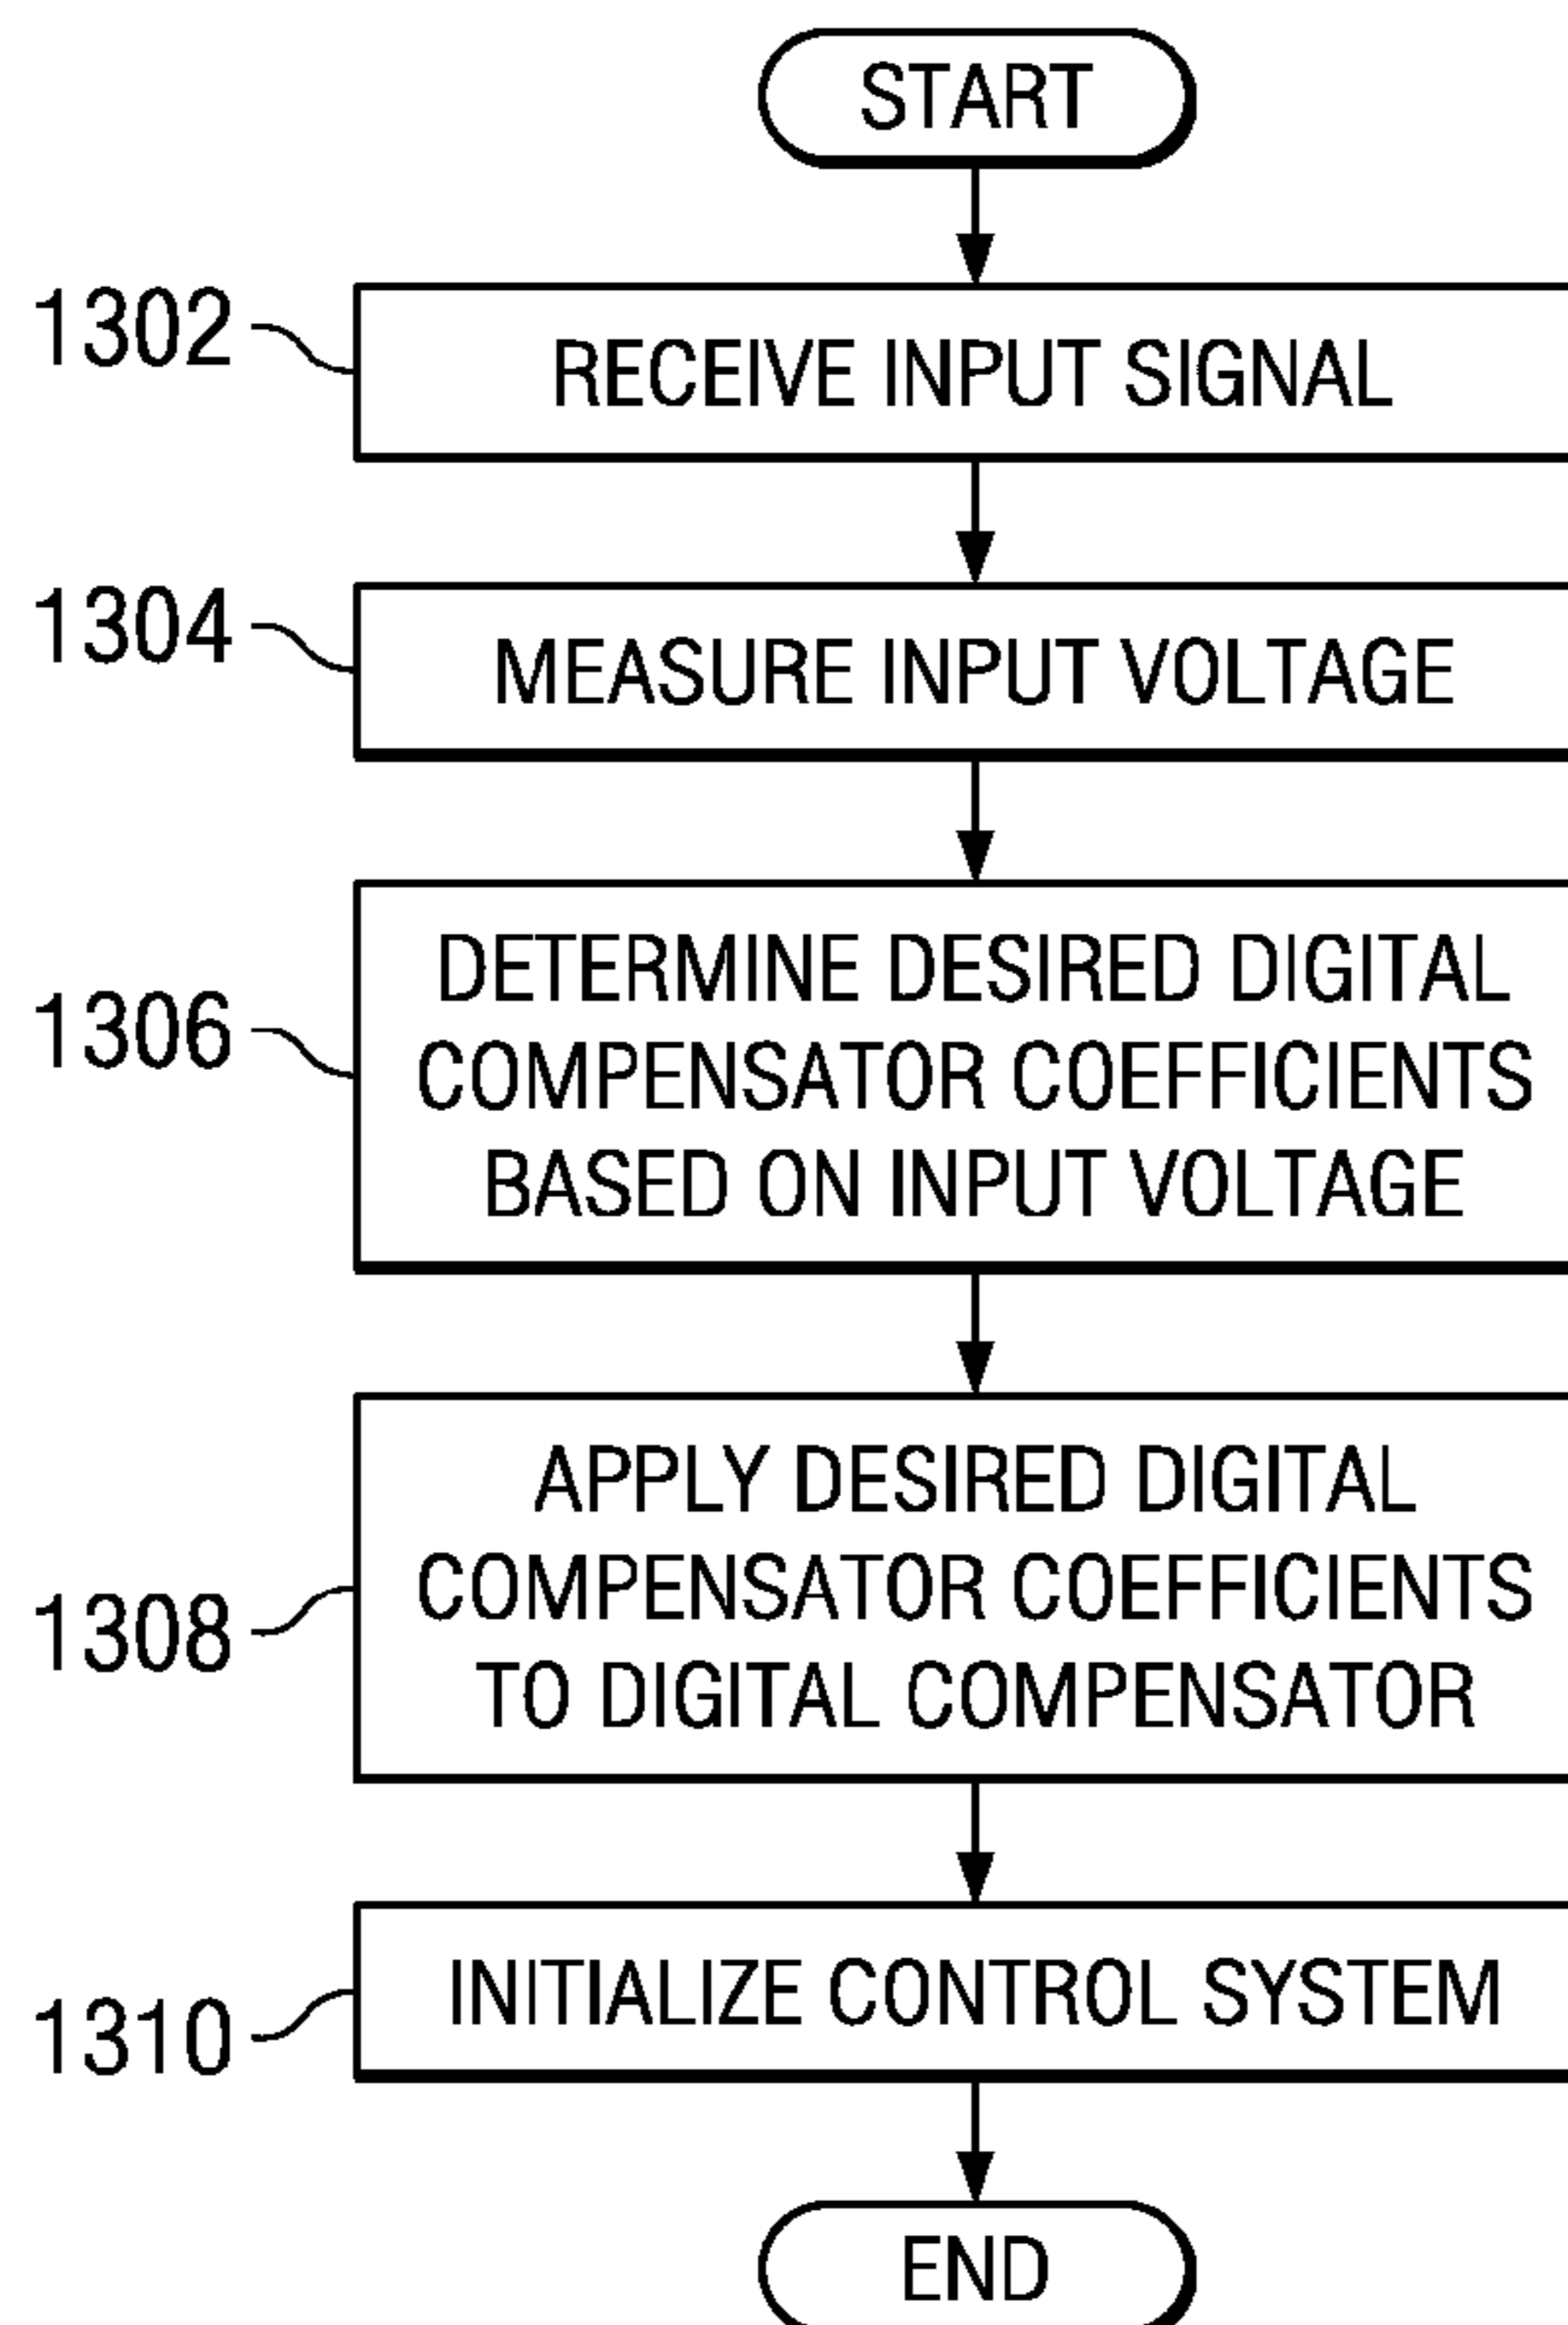 START
1302
RECEIVE INPUT SIGNAL
1304
MEASURE INPUT VOLTAGE
1306
DETERMINE DESIRED DIGITAL
COMPENSATOR COEFFICIENTS
BASED ON INPUT VOLTAGE
1308
APPLY DESIRED DIGITAL
COMPENSATOR COEFFICIENTS
TO DIGITAL COMPENSATOR
1310
INITIALIZE CONTROL SYSTEM
END